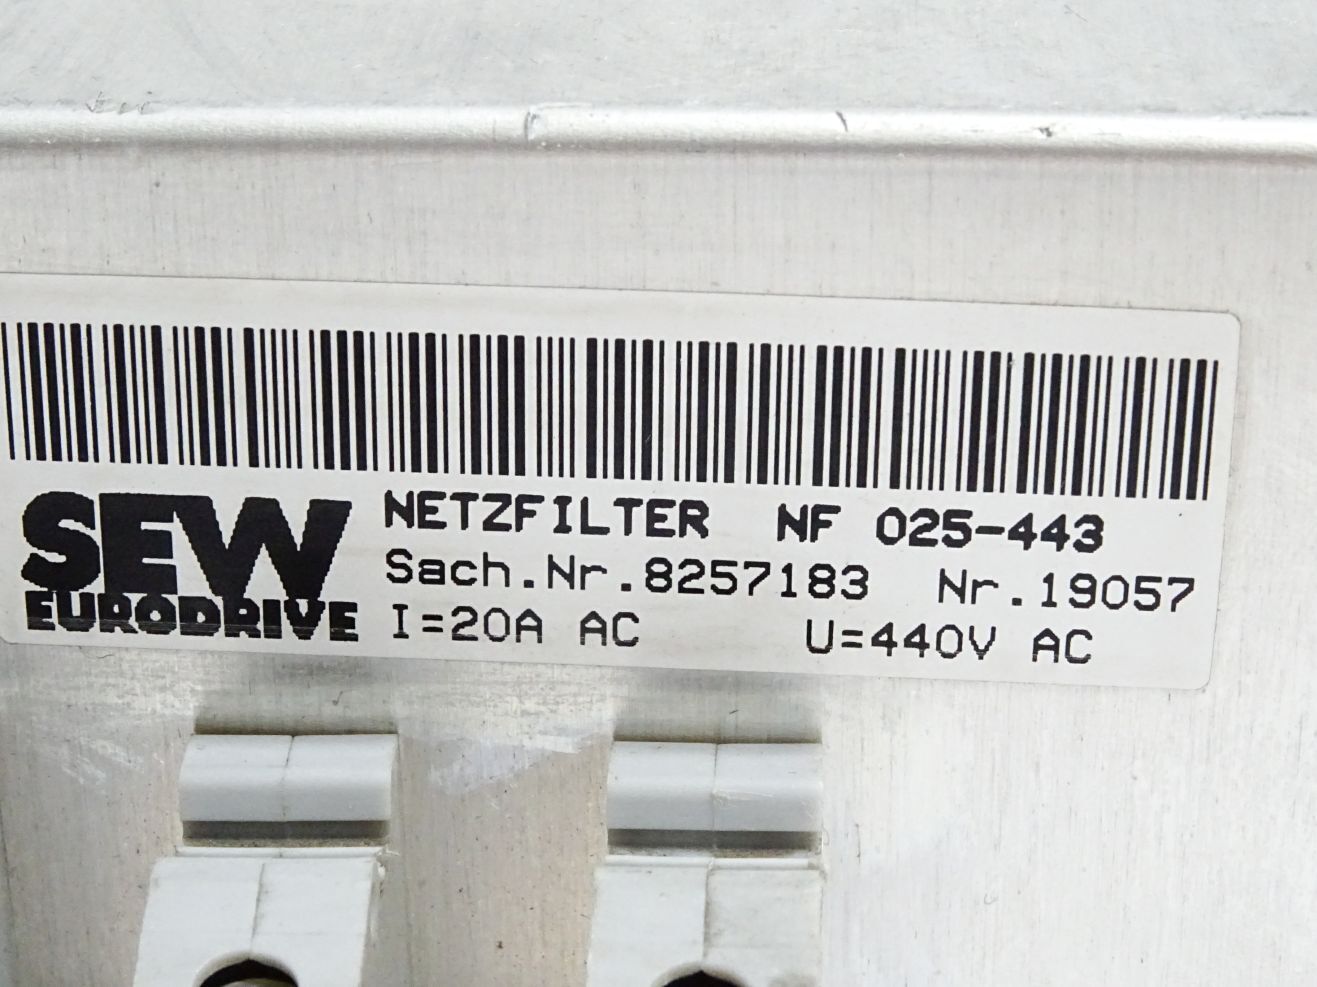 SEW
EURODRIVE
NETZFILTER NF 025-443
Sach.Nr.8257183 Nr.19057
I=20A AC U=440V AC